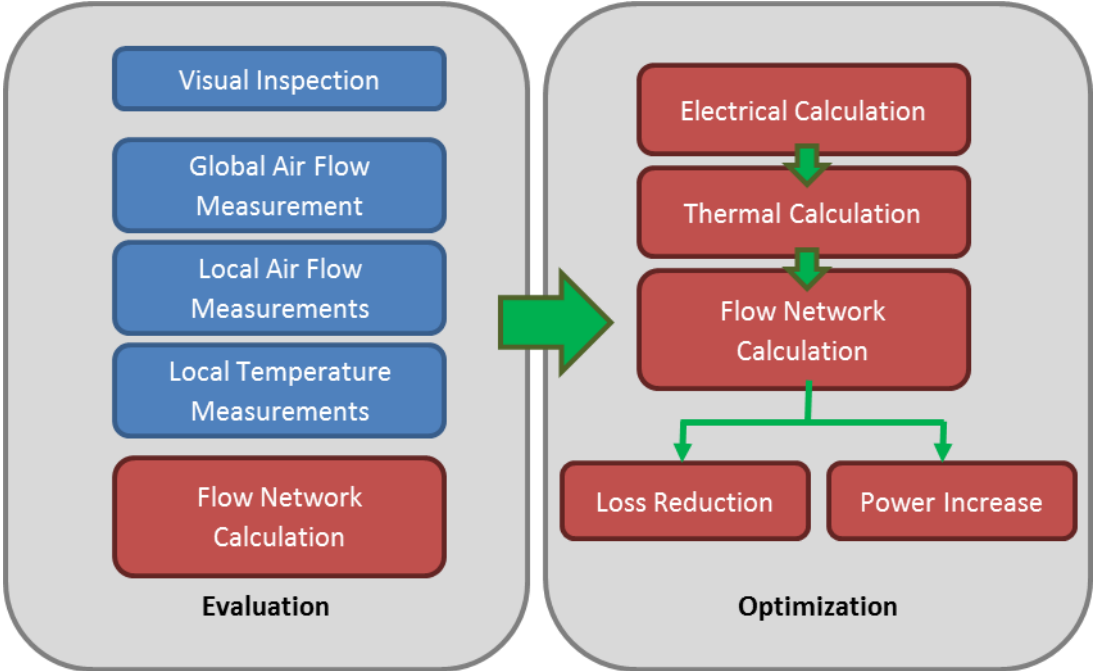 Visual Inspection
Global Air Flow
Measurement
Local Air Flow
Measurements
Local Temperature
Measurements
Flow Network
Calculation
Evaluation
Electrical Calculation
Thermal Calculation
Flow Network
Calculation
Loss Reduction
Power Increase
Optimization